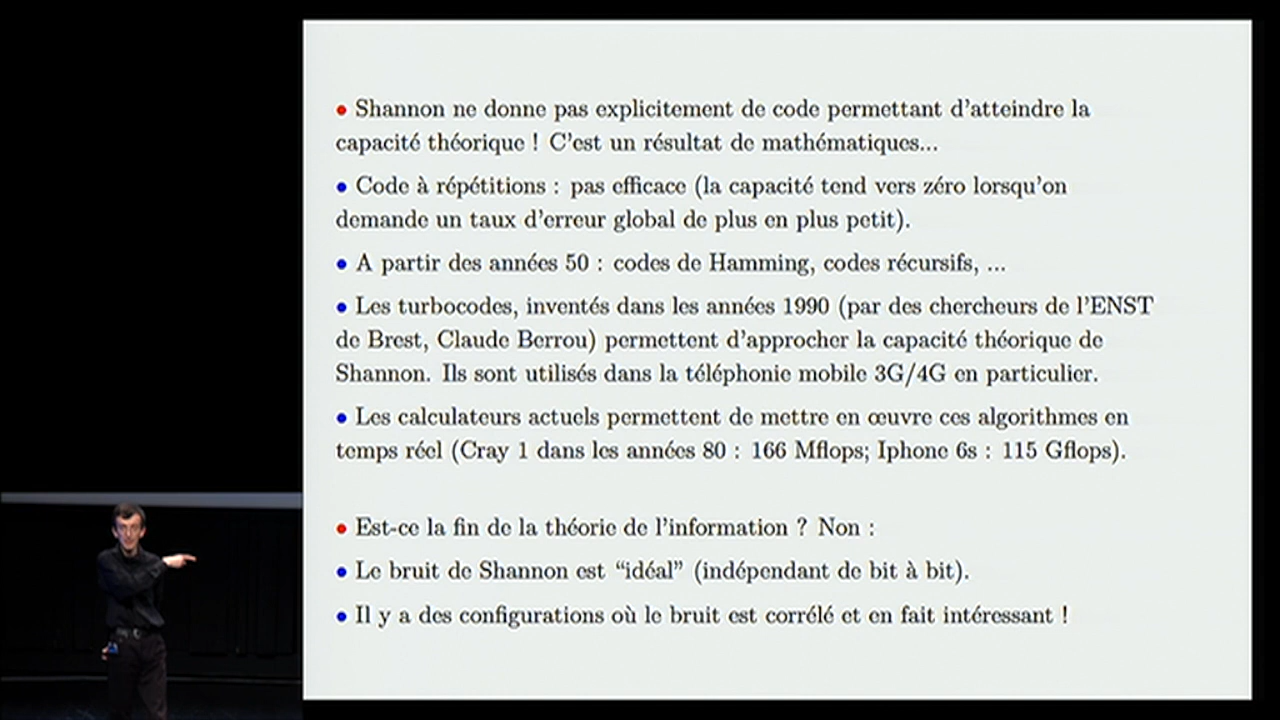 • Shannon ne donne pas explicitement de code permettant d'atteindre la
capacité théorique ! C'est un résultat de mathématiques...
• Code à répétitions : pas efficace (la capacité tend vers zéro lorsqu'on
demande un taux d'erreur global de plus en plus petit).
• A partir des années 50 : codes de Hamming, codes récursifs, ...
• Les turbocodes, inventés dans les années 1990 (par des chercheurs de l'ENST
de Brest, Claude Berrou) permettent d'approcher la capacité théorique de
Shannon. Ils sont utilisés dans la téléphonie mobile 3G/4G en particulier.
• Les calculateurs actuels permettent de mettre en œuvre ces algorithmes en
temps réel (Cray 1 dans les années 80 : 166 Mflops; Iphone 6s : 115 Gflops).
• Est-ce la fin de la théorie de l'information ? Non :
• Le bruit de Shannon est “idéal” (indépendant de bit à bit).
• Il y a des configurations où le bruit est corrélé et en fait intéressant !